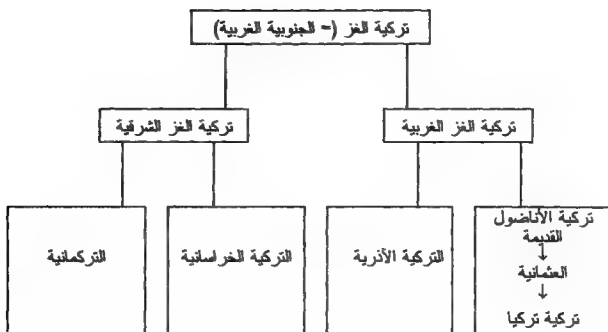 تركية الغز (~ الجنوبية الغربية)
تركية الغز الغربية
تركية الغز الشرقية
تركية الأناضول
القديمة
↓
العثمانية
↓
تركية تركيا
التركية الآذرية
التركية الخراسانية
التركمانية